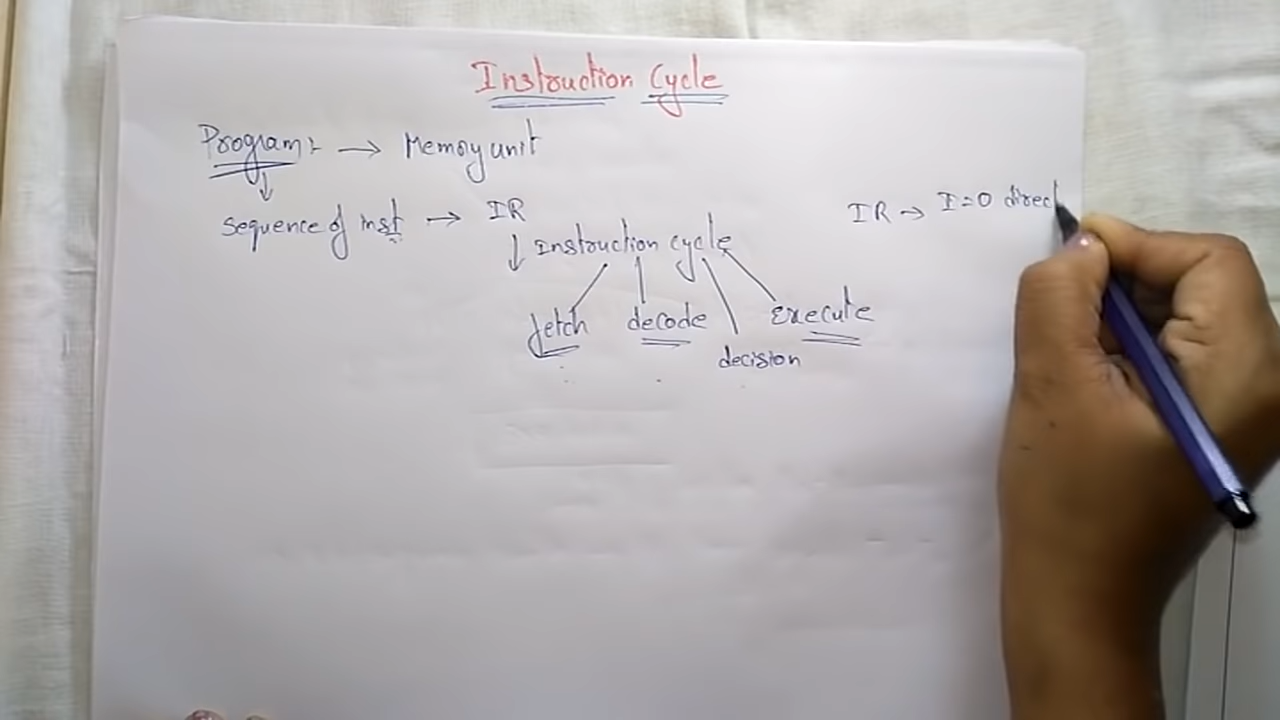 Instruction Cycle
Program:- → Memory unit
↓
Sequence of inst → IR
IR → I=0 direct
↓ Instruction cycle
fetch decode Execute
decision